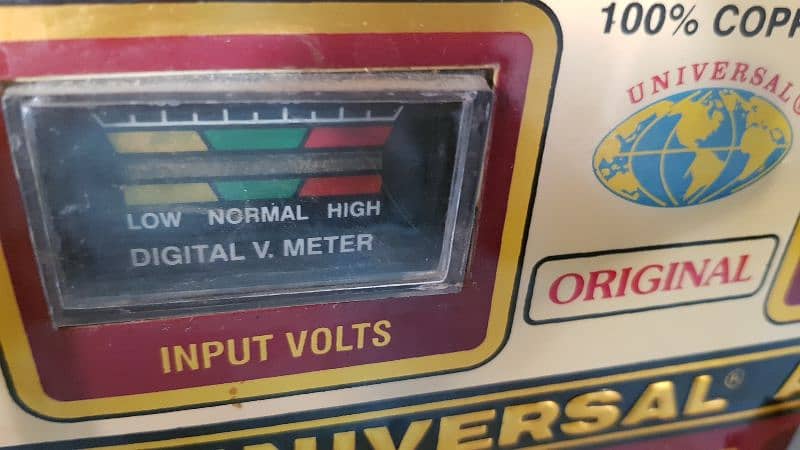 100% COPP
UNIVERSAL
LOW NORMAL HIGH
DIGITAL V. METER
ORIGINAL
INPUT VOLTS
UNIVERSAL®